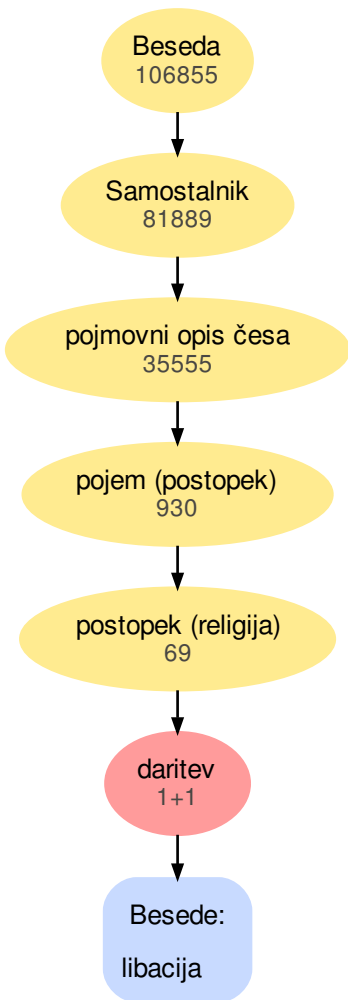 Beseda
106855
Samostalnik
81889
pojmovni opis česa
35555
pojem (postopek)
930
postopek (religija)
69
daritev
1+1
Besede:
libacija